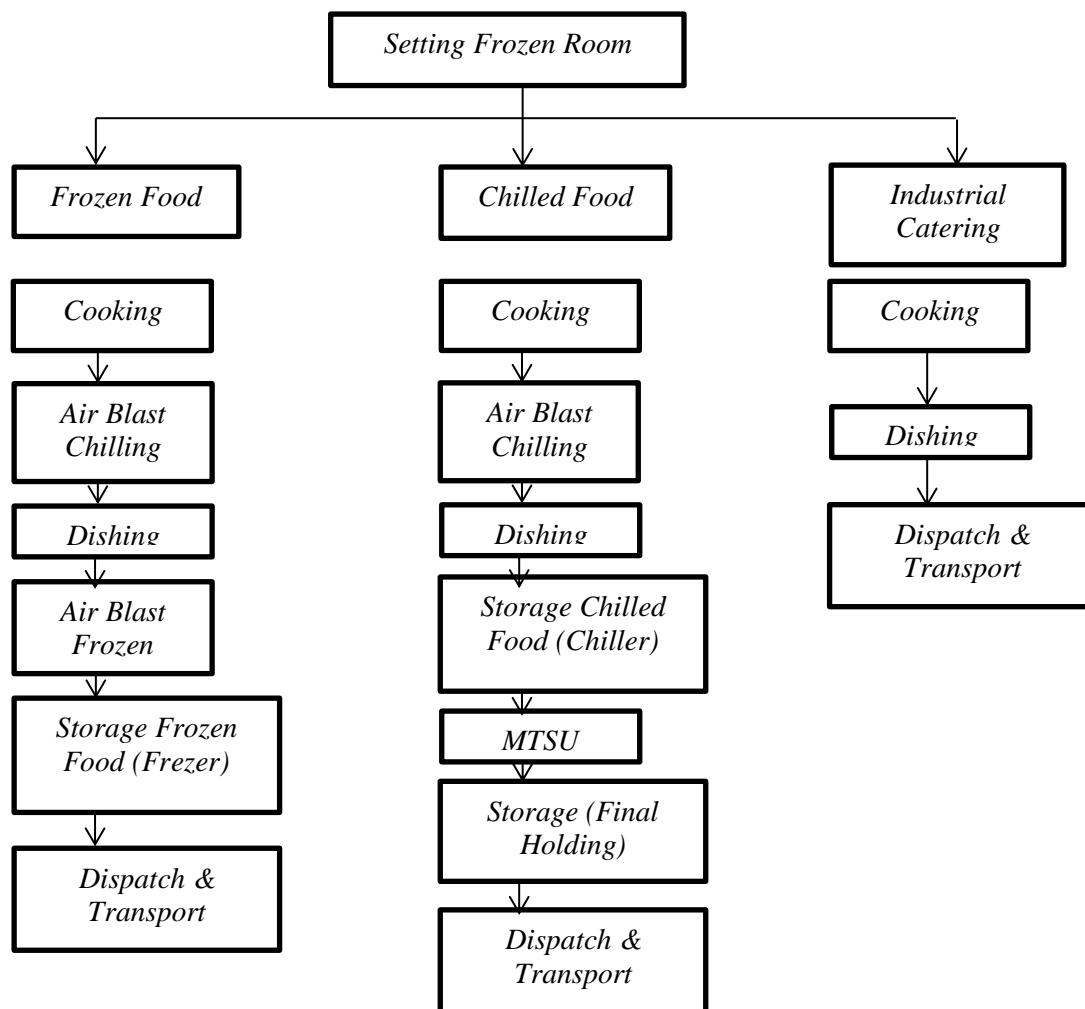 Setting Frozen Room
Frozen Food
Cooking
Air Blast
Chilling
Dishing
Air Blast
Frozen
Storage Frozen
Food (Frezer)
Dispatch &
Transport
Chilled Food
Cooking
Air Blast
Chilling
Dishing
Storage Chilled
Food (Chiller)
MTSU
Storage (Final
Holding)
Dispatch &
Transport
Industrial
Catering
Cooking
Dishing
Dispatch &
Transport